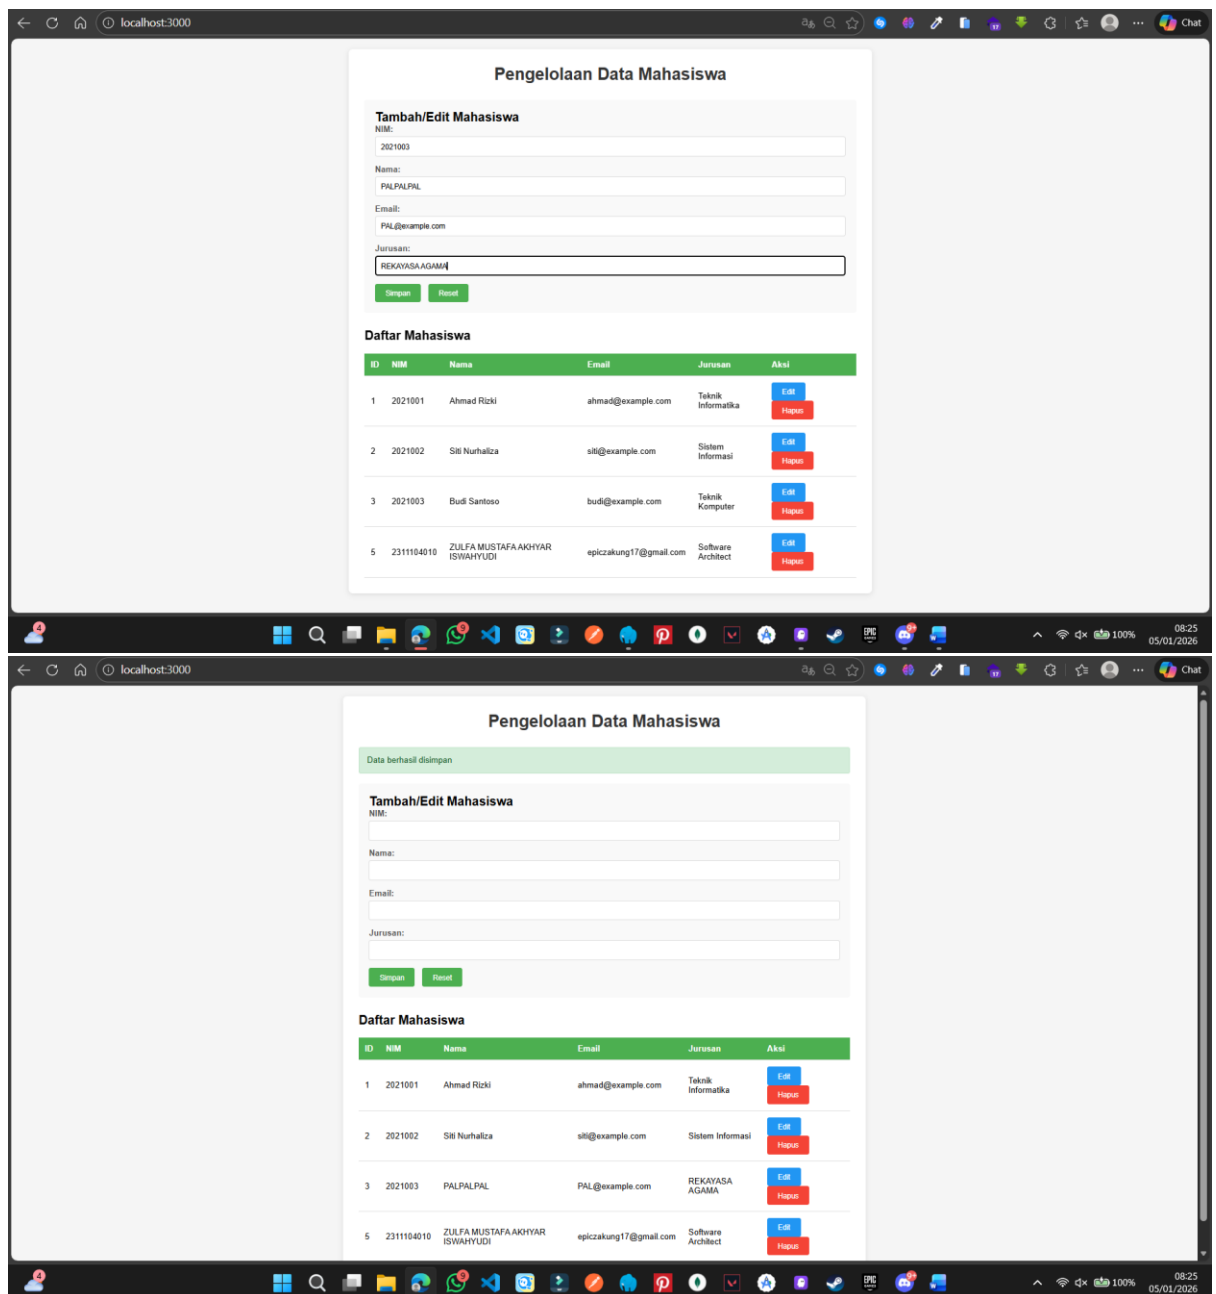 localhost:3000
Chat
Pengelolaan Data Mahasiswa
Tambah/Edit Mahasiswa
NIM:
2021003
Nama:
PALPALPAL
Email:
PAL@example.com
Jurusan:
REKAYASA AGAMA
Simpan Reset
Daftar Mahasiswa
ID NIM Nama Email Jurusan Aksi
1 2021001 Ahmad Rizki ahmad@example.com Teknik Informatika Edit Hapus
2 2021002 Siti Nurhaliza siti@example.com Sistem Informasi Edit Hapus
3 2021003 Budi Santoso budi@example.com Teknik Komputer Edit Hapus
5 2311104010 ZULFA MUSTAFA AKHYAR ISWAHYUDI epiczakung17@gmail.com Software Architect Edit Hapus
100% 08:25
05/01/2026
localhost:3000
Chat
Pengelolaan Data Mahasiswa
Data berhasil disimpan
Tambah/Edit Mahasiswa
NIM:
Nama:
Email:
Jurusan:
Simpan Reset
Daftar Mahasiswa
ID NIM Nama Email Jurusan Aksi
1 2021001 Ahmad Rizki ahmad@example.com Teknik Informatika Edit Hapus
2 2021002 Siti Nurhaliza siti@example.com Sistem Informasi Edit Hapus
3 2021003 PALPALPAL PAL@example.com REKAYASA AGAMA Edit Hapus
5 2311104010 ZULFA MUSTAFA AKHYAR ISWAHYUDI epiczakung17@gmail.com Software Architect Edit Hapus
100% 08:25
05/01/2026